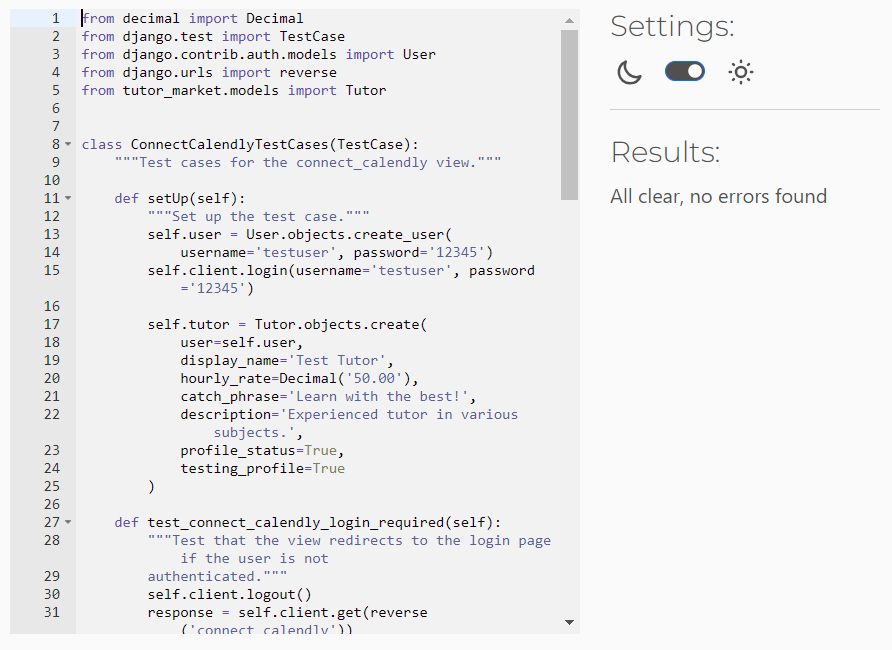 1 from decimal import Decimal
2 from django.test import TestCase
3 from django.contrib.auth.models import User
4 from django.urls import reverse
5 from tutor_market.models import Tutor
6
7
8 class ConnectCalendlyTestCases(TestCase):
9     """Test cases for the connect_calendly view."""
10
11     def setUp(self):
12         """Set up the test case."""
13         self.user = User.objects.create_user(
14             username='testuser', password='12345')
15         self.client.login(username='testuser', password
='12345')
16
17         self.tutor = Tutor.objects.create(
18             user=self.user,
19             display_name='Test Tutor',
20             hourly_rate=Decimal('50.00'),
21             catch_phrase='Learn with the best!',
22             description='Experienced tutor in various
subjects.',
23             profile_status=True,
24             testing_profile=True
25         )
26
27     def test_connect_calendly_login_required(self):
28         """Test that the view redirects to the login page
if the user is not
29         authenticated."""
30         self.client.logout()
31         response = self.client.get(reverse
('connect_calendly'))
Settings:
Results:
All clear, no errors found